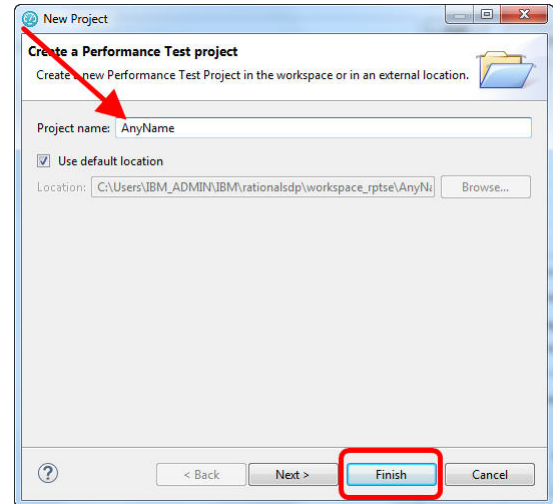 New Project
Create a Performance Test project
Create a new Performance Test Project in the workspace or in an external location.
Project name: AnyName
Use default location
Location: C:\Users\IBM_ADMIN\IBM\rationalsdp\workspace_rptse\AnyNa Browse...
? < Back Next > Finish Cancel